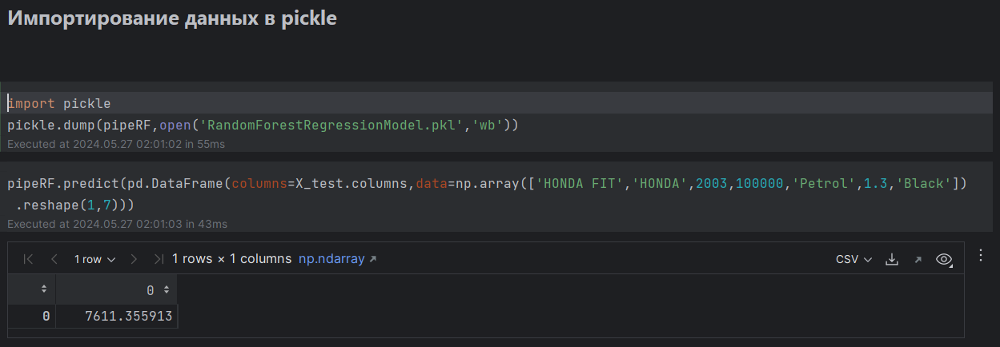 Импортирование данных в pickle
import pickle
pickle.dump(pipeRF,open('RandomForestRegressionModel.pkl','wb'))
Executed at 2024.05.27 02:01:02 in 55ms
pipeRF.predict(pd.DataFrame(columns=X_test.columns,data=np.array(['HONDA FIT','HONDA',2003,100000,'Petrol',1.3,'Black'])
.reshape(1,7)))
Executed at 2024.05.27 02:01:03 in 43ms
1 row 1 rows × 1 columns np.ndarray CSV
0
0 7611.355913